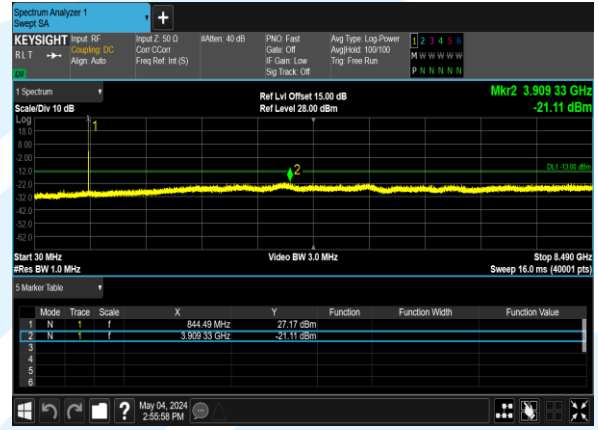 Spectrum Analyzer 1
Swept SA
+
KEYSIGHT Input: RF Input Z: 50 Ω #Atten: 40 dB PNO: Fast Avg Type: Log-Power 1 2 3 4 5 6
RLT Coupling: DC Corr CCorr Gate: Off Avg|Hold: 100/100 M W W W W W
Align: Auto Freq Ref: Int (S) IF Gain: Low Trig: Free Run P N N N N N
Sig Track: Off
LXI
1 Spectrum Ref Lvl Offset 15.00 dB Mkr2 3.909 33 GHz
Scale/Div 10 dB Ref Level 28.00 dBm -21.11 dBm
Log
1
18.0
8.00
-2.00
-12.0 2 DL1 -13.00 dBm
-22.0
-32.0
-42.0
-52.0
-62.0
Start 30 MHz Video BW 3.0 MHz Stop 8.490 GHz
#Res BW 1.0 MHz Sweep 16.0 ms (40001 pts)
5 Marker Table
Mode Trace Scale X Y Function Function Width Function Value
1 N 1 f 844.49 MHz 27.17 dBm
2 N 1 f 3.909 33 GHz -21.11 dBm
3
4
5
6
? May 04, 2024
2:55:58 PM